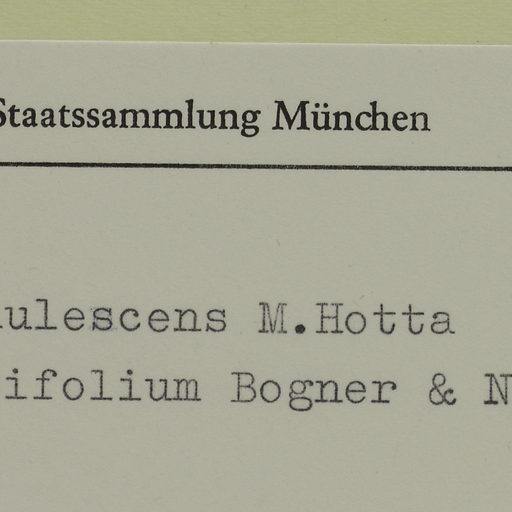 Staatssammlung München
ulescens M.Hotta
ifolium Bogner & N